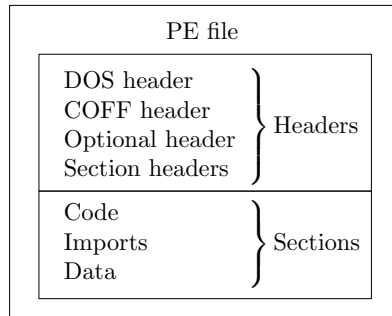 PE file
DOS header
COFF header
Optional header
Section headers
Headers
Code
Imports
Data
Sections